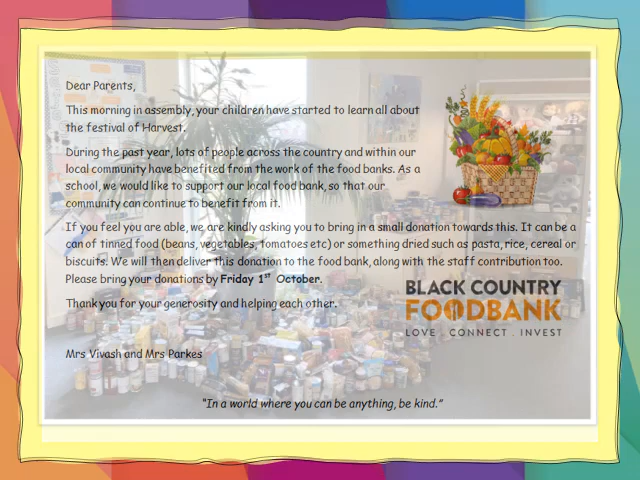 Dear Parents,
This morning in assembly, your children have started to learn all about
the festival of Harvest.
During the past year, lots of people across the country and within our
local community have benefited from the work of the food banks. As a
school, we would like to support our local food bank, so that our
community can continue to benefit from it.
If you feel you are able, we are kindly asking you to bring in a small donation towards this. It can be a
can of tinned food (beans, vegetables, tomatoes etc) or something dried such as pasta, rice, cereal or
biscuits. We will then deliver this donation to the food bank, along with the staff contribution too.
Please bring your donations by Friday 1st October.
Thank you for your generosity and helping each other.
BLACK COUNTRY
FOODBANK
LOVE . CONNECT . INVEST
Mrs Vivash and Mrs Parkes
"In a world where you can be anything, be kind."